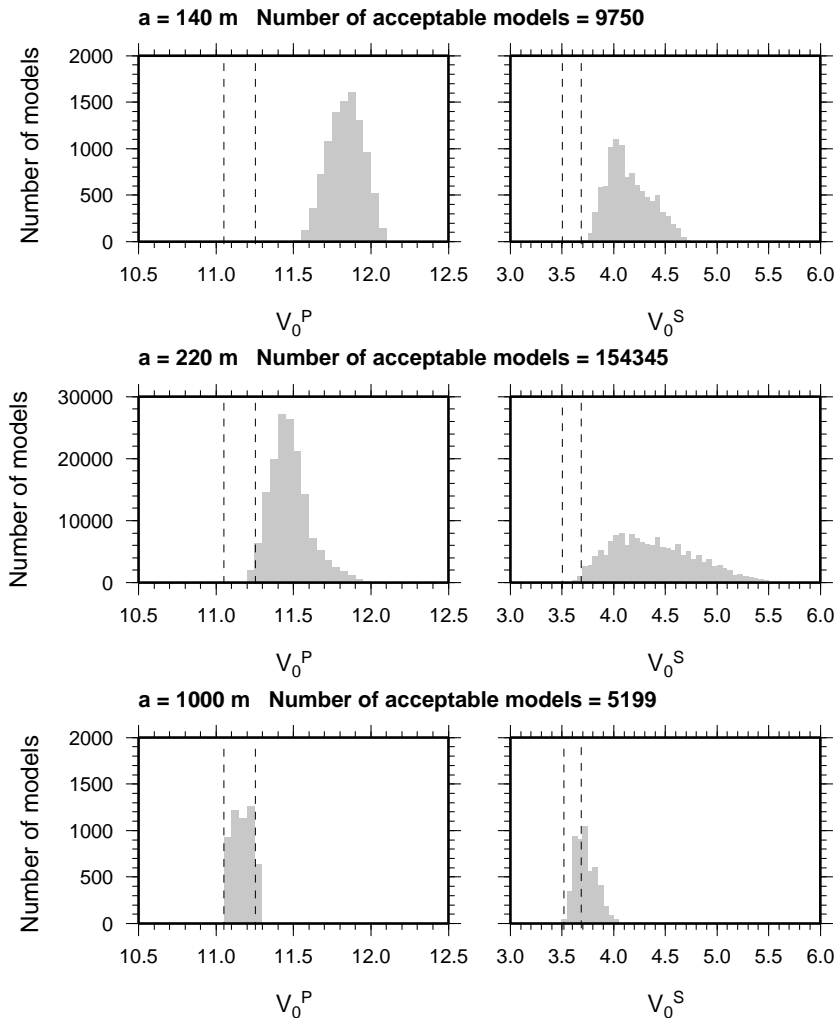 a = 140 m Number of acceptable models = 9750
Number of models
2000
1500
1000
500
0
10.5 11.0 11.5 12.0 12.5
V0P
3.0 3.5 4.0 4.5 5.0 5.5 6.0
V0S
a = 220 m Number of acceptable models = 154345
Number of models
30000
20000
10000
0
10.5 11.0 11.5 12.0 12.5
V0P
3.0 3.5 4.0 4.5 5.0 5.5 6.0
V0S
a = 1000 m Number of acceptable models = 5199
Number of models
2000
1500
1000
500
0
10.5 11.0 11.5 12.0 12.5
V0P
3.0 3.5 4.0 4.5 5.0 5.5 6.0
V0S